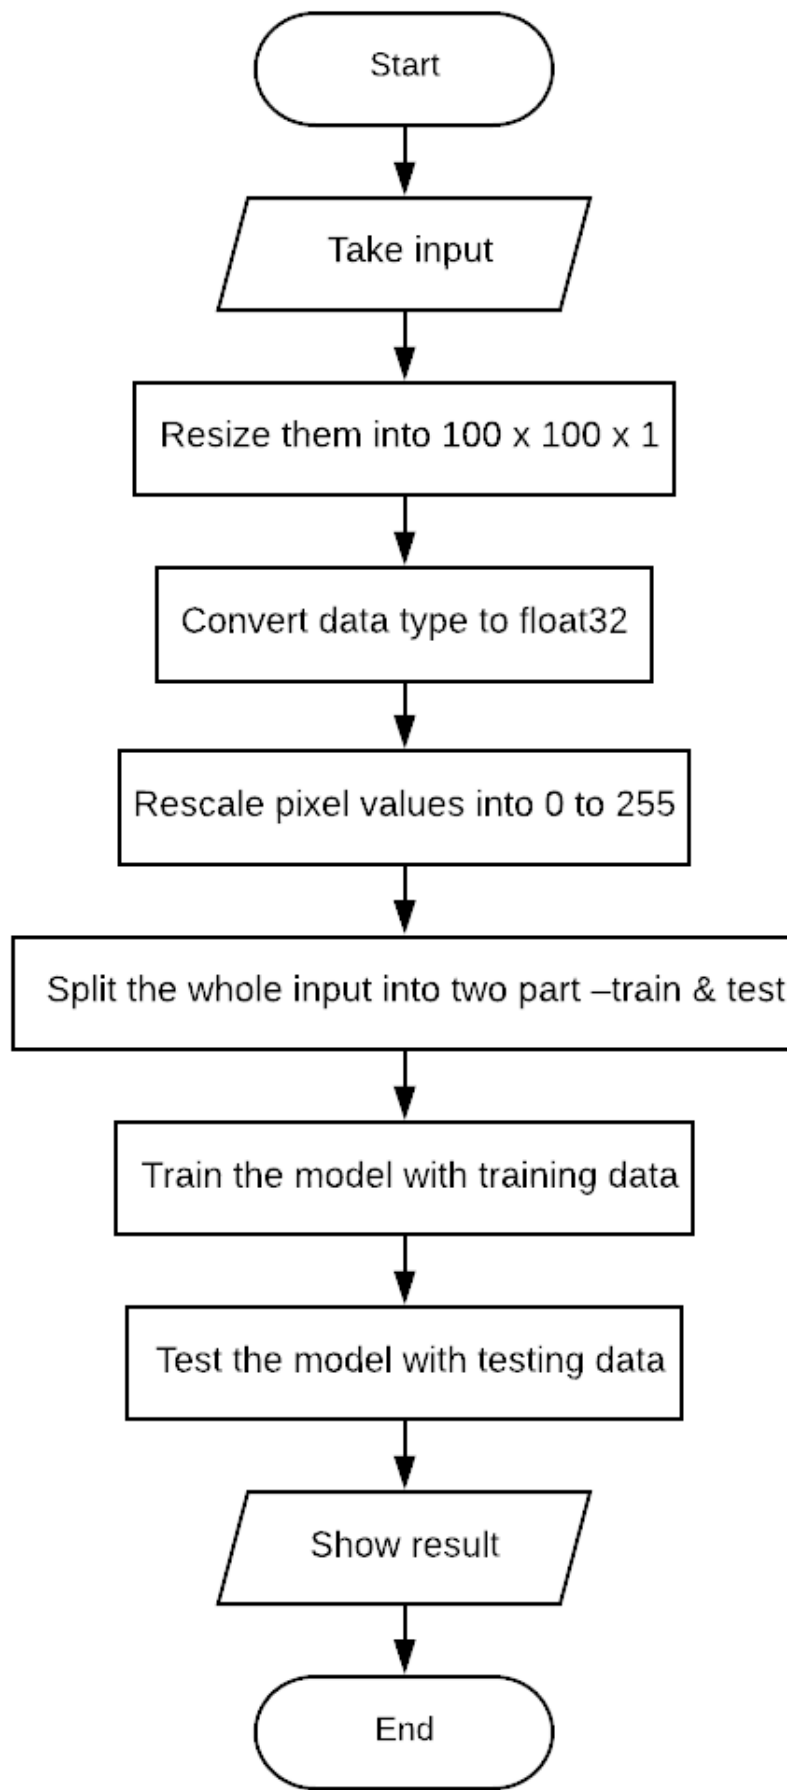 Start
Take input
Resize them into 100 x 100 x 1
Convert data type to float32
Rescale pixel values into 0 to 255
Split the whole input into two part –train & test
Train the model with training data
Test the model with testing data
Show result
End